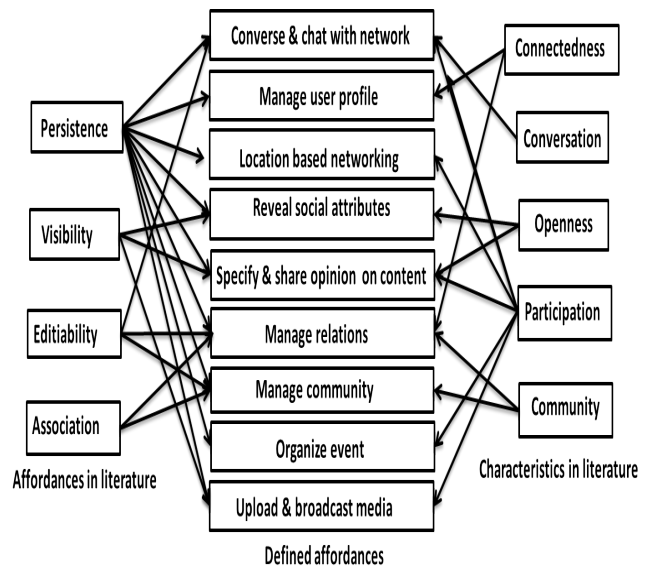 Converse & chat with network
Manage user profile
Location based networking
Reveal social attributes
Specify & share opinion on content
Manage relations
Manage community
Organize event
Upload & broadcast media
Defined affordances
Persistence
Visibility
Editiability
Association
Affordances in literature
Connectedness
Conversation
Openness
Participation
Community
Characteristics in literature